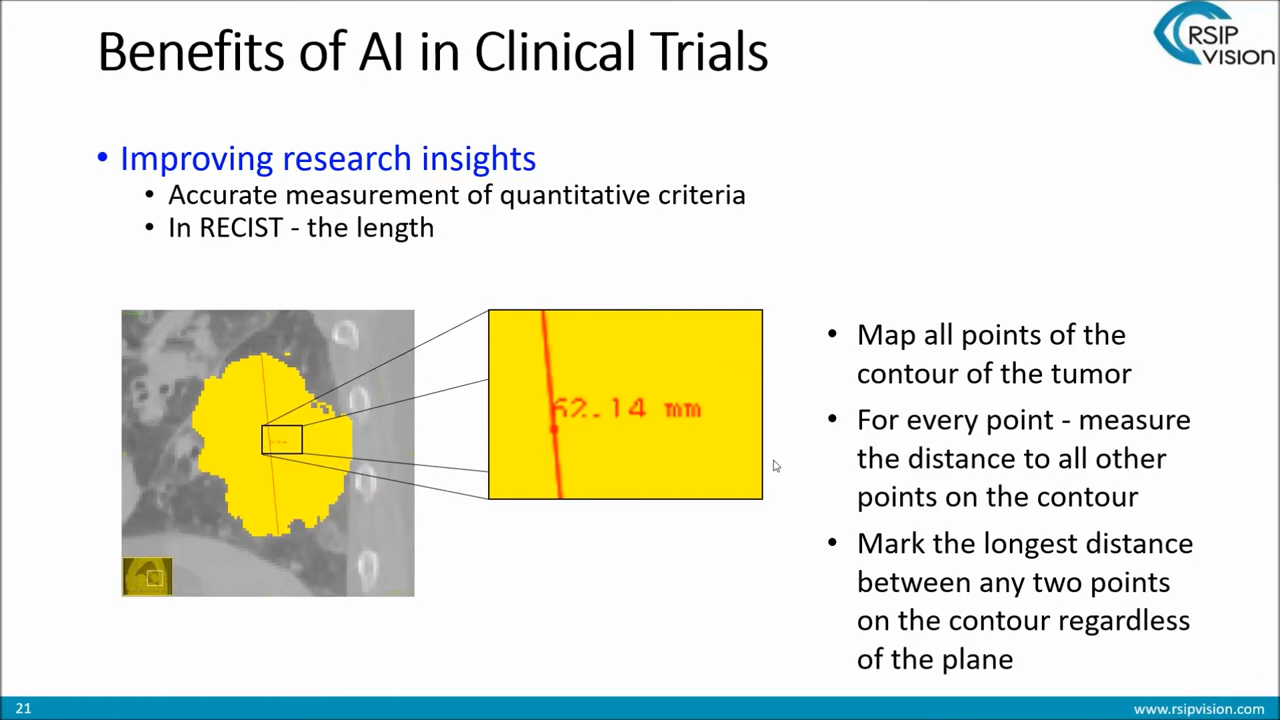 Benefits of AI in Clinical Trials
RSIP
vision
• Improving research insights
• Accurate measurement of quantitative criteria
• In RECIST - the length
62.14 mm
• Map all points of the
contour of the tumor
• For every point - measure
the distance to all other
points on the contour
• Mark the longest distance
between any two points
on the contour regardless
of the plane
21
www.rsipvision.com